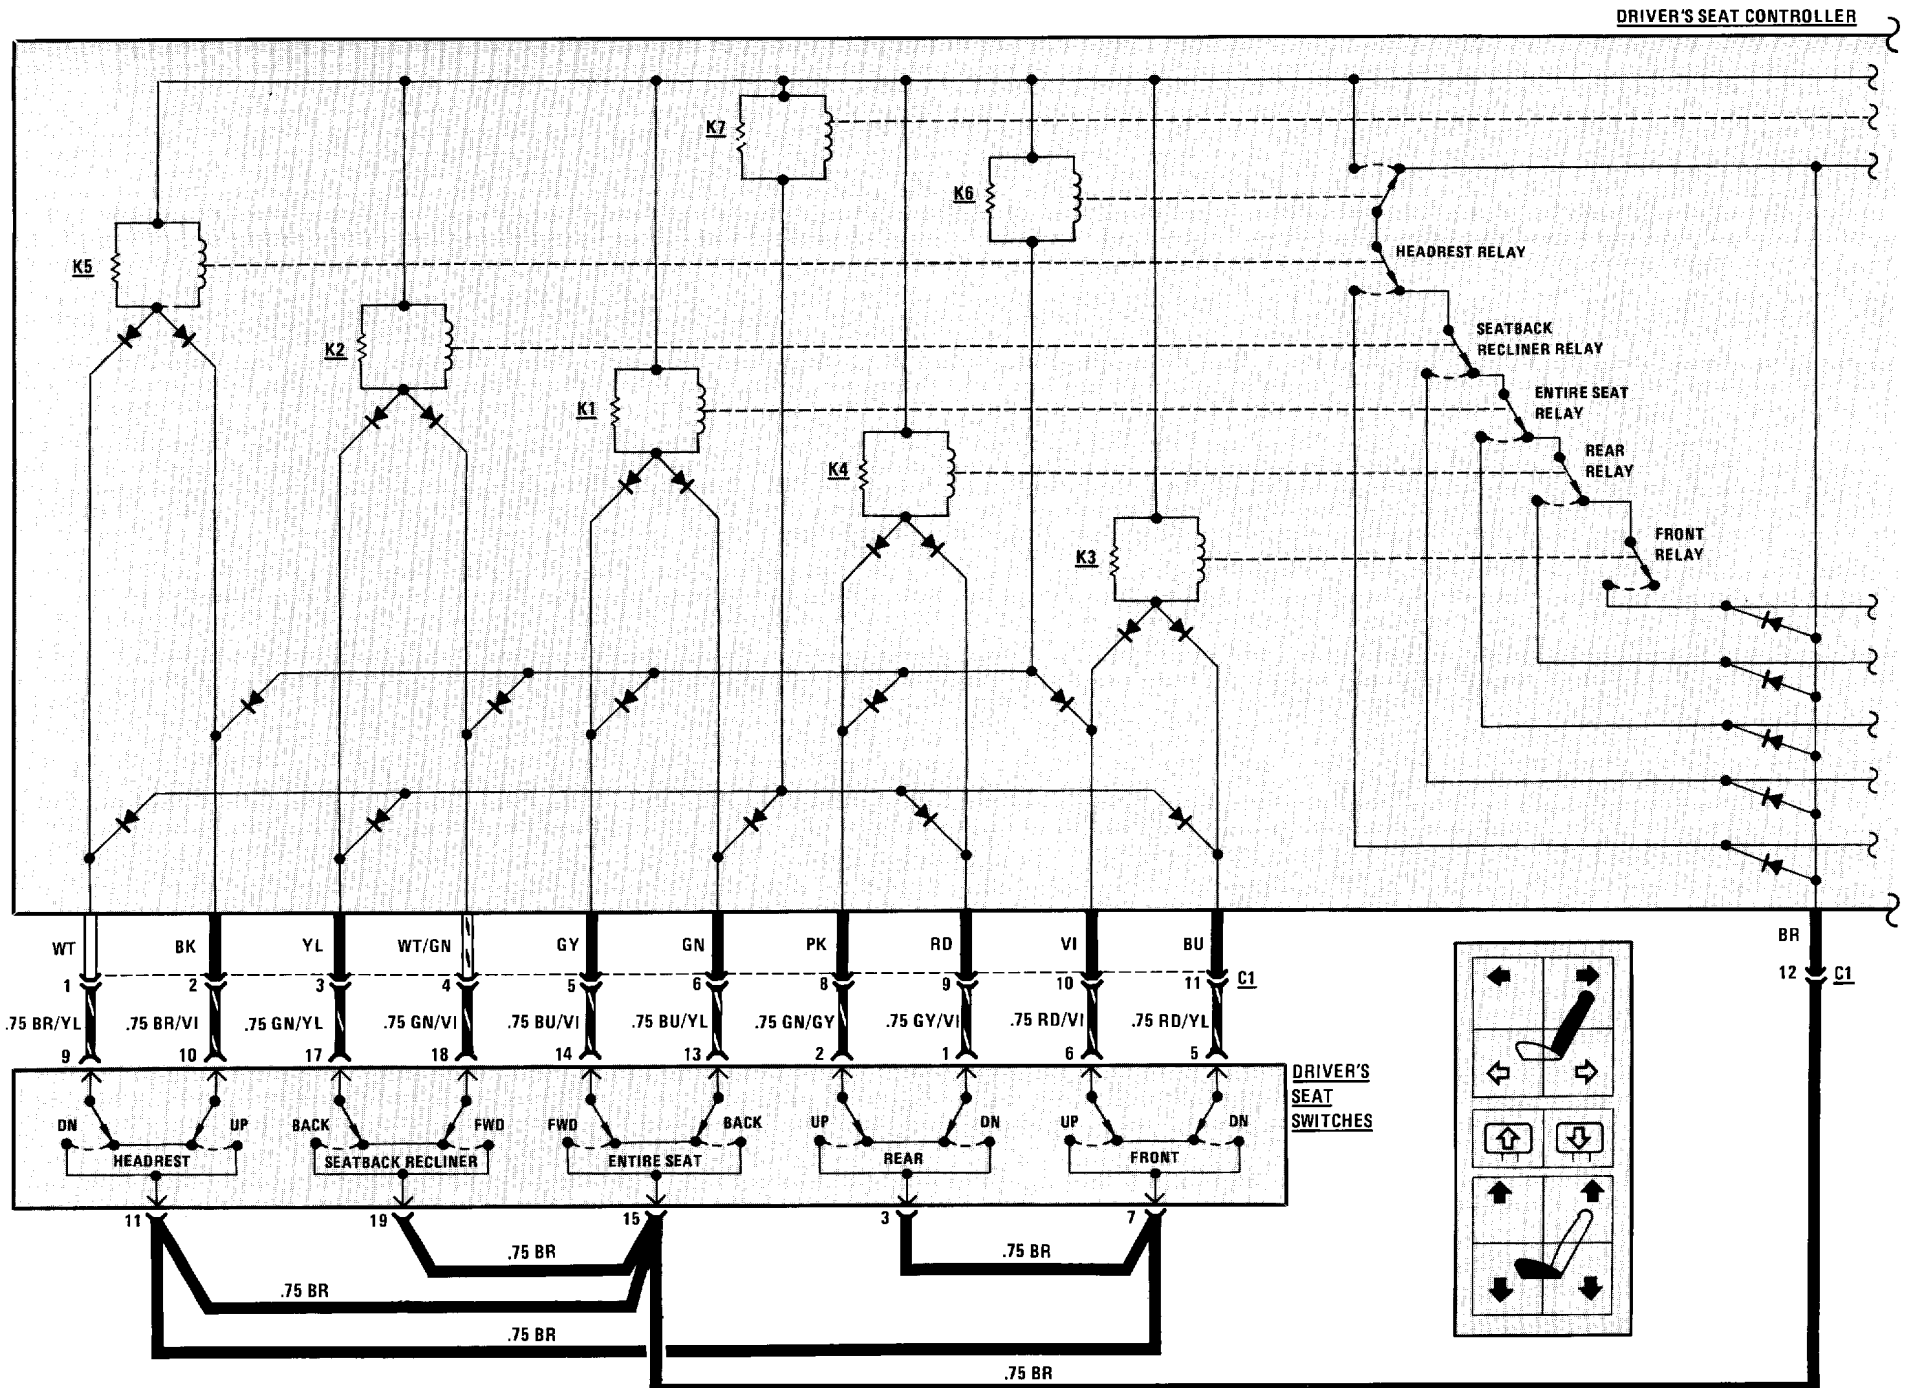 DRIVER'S SEAT CONTROLLER
K7
K6
K5
HEADREST RELAY
K2
SEATBACK
RECLINER RELAY
K1
ENTIRE SEAT
RELAY
K4
REAR
RELAY
K3
FRONT
RELAY
WT BK YL WT/GN GY GN PK RD VI BU BR
1 2 3 4 5 6 8 9 10 11 C1 12 C1
.75 BR/YL .75 BR/VI .75 GN/YL .75 GN/VI .75 BU/VI .75 BU/YL .75 GN/GY .75 GY/VI .75 RD/VI .75 RD/YL
9 10 17 18 14 13 2 1 6 5
DRIVER'S
SEAT
SWITCHES
DN UP BACK FWD FWD BACK UP DN UP DN
HEADREST SEATBACK RECLINER ENTIRE SEAT REAR FRONT
11 19 15 3 7
.75 BR .75 BR
.75 BR
.75 BR
.75 BR